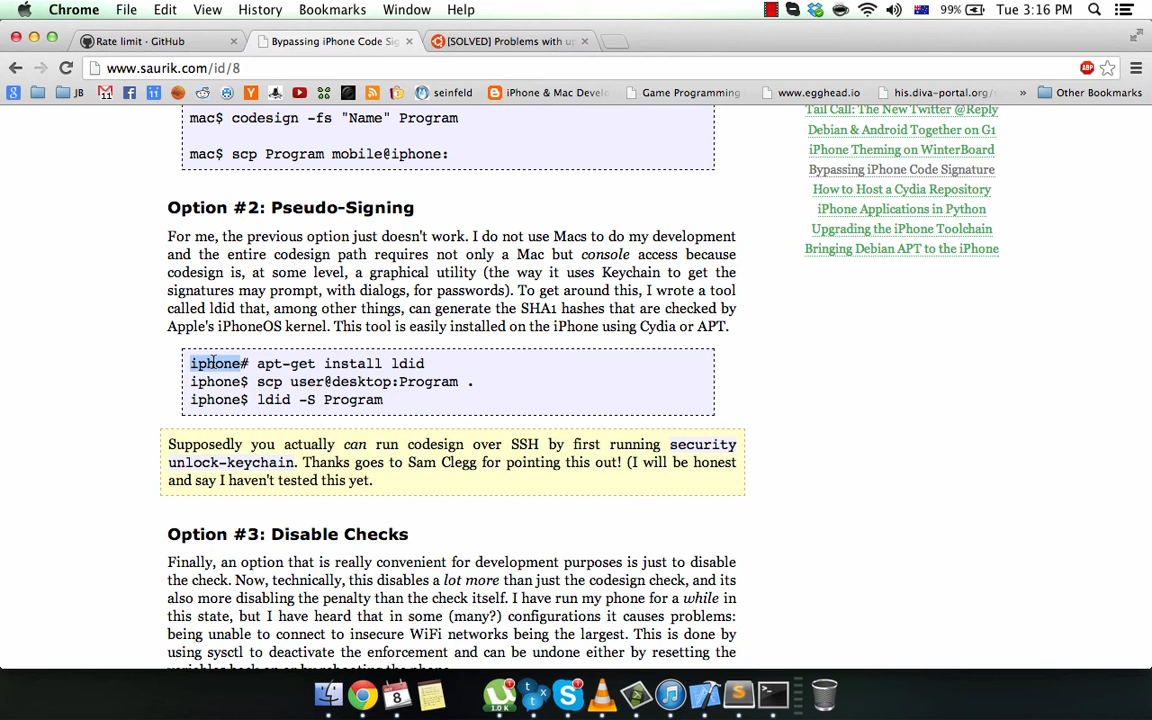 Chrome File Edit View History Bookmarks Window Help 99% Tue 3:16 PM
Rate limit · GitHub
Bypassing iPhone Code Sig
[SOLVED] Problems with up
www.saurik.com/id/8
ABP
JB
seinfeld
iPhone & Mac Develo
Game Programming
www.egghead.io
his.diva-portal.org/s
»
Other Bookmarks
mac$ codesign -fs "Name" Program
mac$ scp Program mobile@iphone:
Option #2: Pseudo-Signing
For me, the previous option just doesn't work. I do not use Macs to do my development
and the entire codesign path requires not only a Mac but console access because
codesign is, at some level, a graphical utility (the way it uses Keychain to get the
signatures may prompt, with dialogs, for passwords). To get around this, I wrote a tool
called ldid that, among other things, can generate the SHA1 hashes that are checked by
Apple's iPhoneOS kernel. This tool is easily installed on the iPhone using Cydia or APT.
iphone# apt-get install ldid
iphone$ scp user@desktop:Program .
iphone$ ldid -S Program
Supposedly you actually can run codesign over SSH by first running security
unlock-keychain. Thanks goes to Sam Clegg for pointing this out! (I will be honest
and say I haven't tested this yet.
Option #3: Disable Checks
Finally, an option that is really convenient for development purposes is just to disable
the check. Now, technically, this disables a lot more than just the codesign check, and its
also more disabling the penalty than the check itself. I have run my phone for a while in
this state, but I have heard that in some (many?) configurations it causes problems:
being unable to connect to insecure WiFi networks being the largest. This is done by
using sysctl to deactivate the enforcement and can be undone either by resetting the
variables back on or by rebooting the phone.
Tail Call: The New Twitter @Reply
Debian & Android Together on G1
iPhone Theming on WinterBoard
Bypassing iPhone Code Signature
How to Host a Cydia Repository
iPhone Applications in Python
Upgrading the iPhone Toolchain
Bringing Debian APT to the iPhone